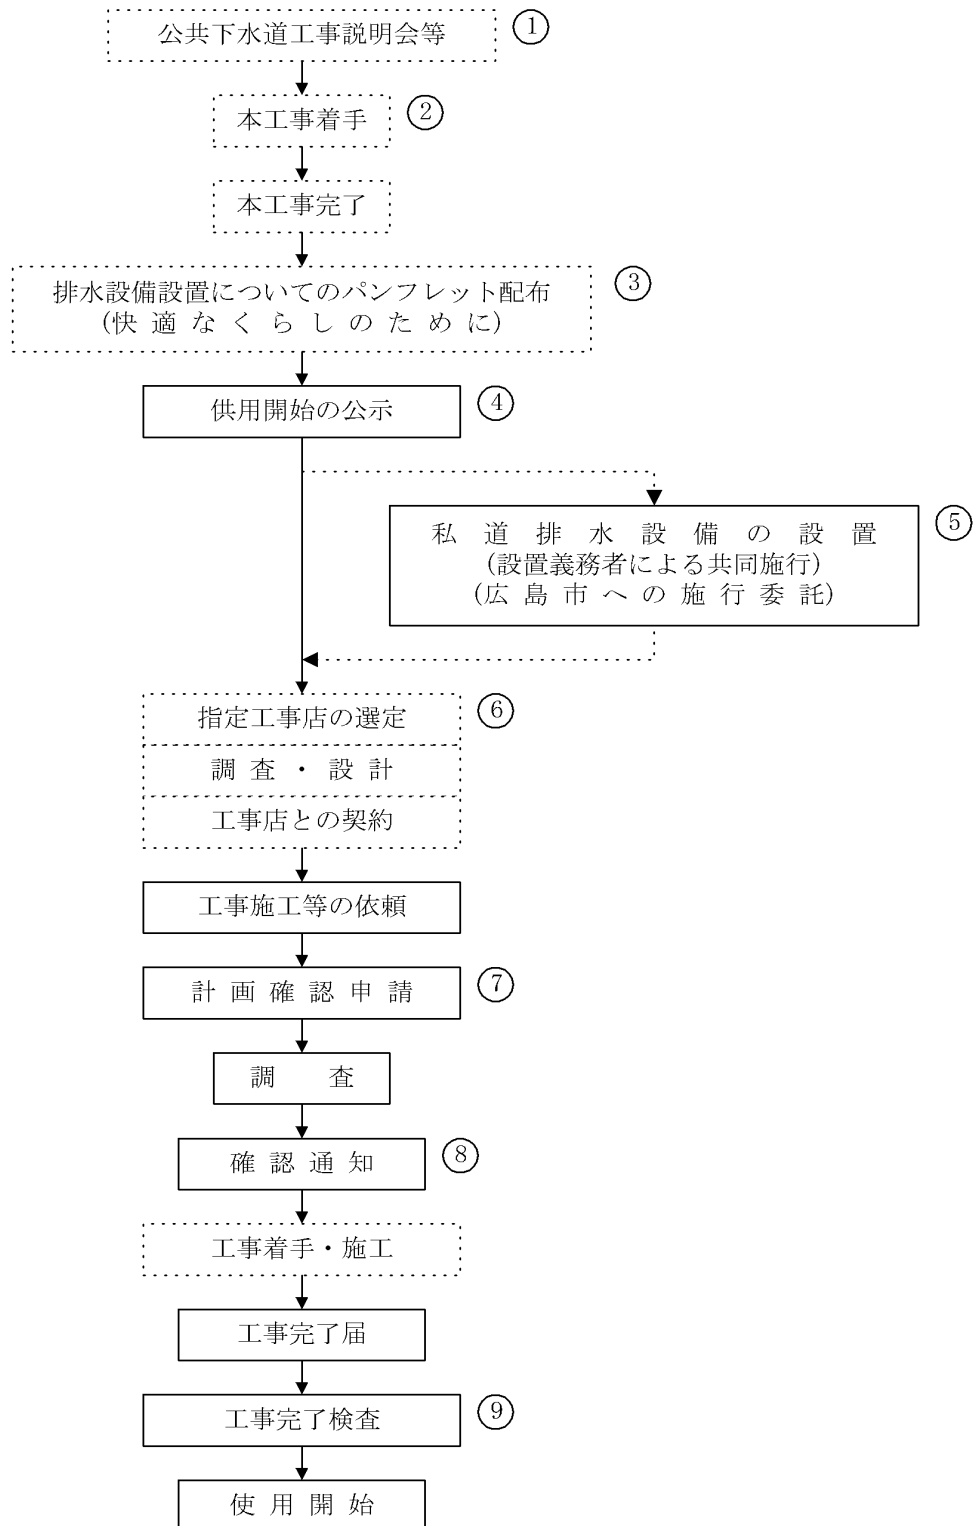 公共下水道工事説明会等 ①
本工事着手 ②
本工事完了
排水設備設置についてのパンフレット配布 ③
(快適なくらしのために)
供用開始の公示 ④
私道排水設備の設置 ⑤
(設置義務者による共同施行)
(広島市への施行委託)
指定工事店の選定 ⑥
調査・設計
工事店との契約
工事施工等の依頼
計画確認申請 ⑦
調査
確認通知 ⑧
工事着手・施工
工事完了届
工事完了検査 ⑨
使用開始